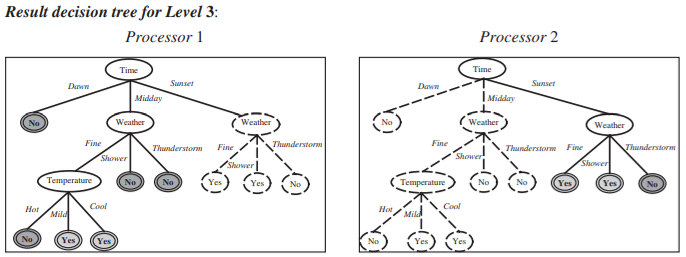 Result decision tree for Level 3:
Processor 1
Processor 2
Time
Dawn
Sunset
Midday
No
Weather
Weather
Fine
Shower
Thunderstorm
Fine
Shower
Thunderstorm
Temperature
No
No
Yes
Yes
No
Hot
Mild
Cool
No
Yes
Yes
Time
Dawn
Sunset
Midday
No
Weather
Weather
Fine
Shower
Thunderstorm
Fine
Shower
Thunderstorm
Temperature
No
No
Yes
Yes
No
Hot
Mild
Cool
No
Yes
Yes